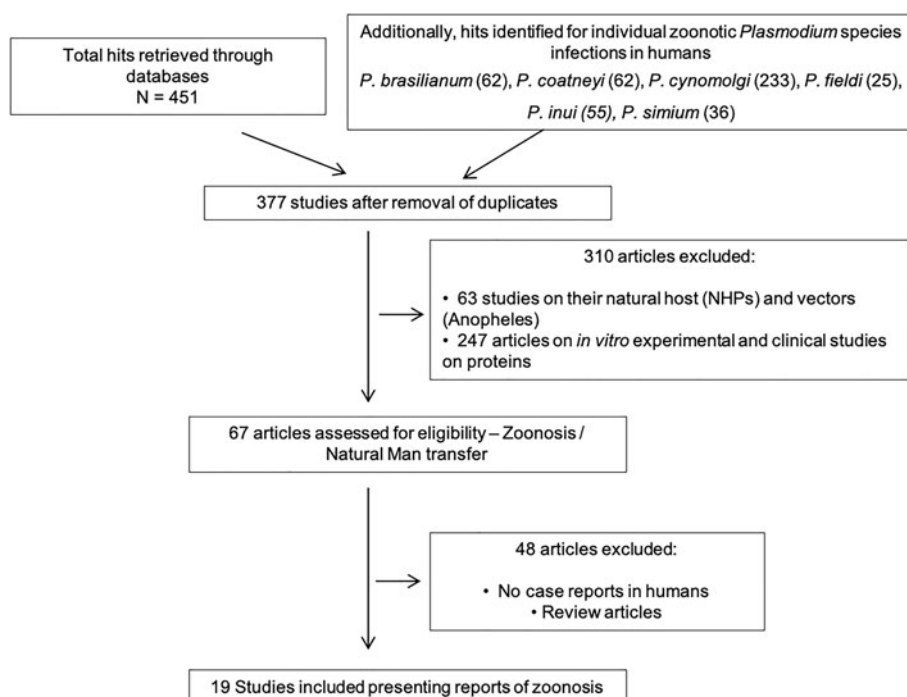 Total hits retrieved through
databases
N = 451
Additionally, hits identified for individual zoonotic Plasmodium species
infections in humans
P. brasilianum (62), P. coatneyi (62), P. cynomolgi (233), P. fieldi (25),
P. inui (55), P. simium (36)
377 studies after removal of duplicates
310 articles excluded:
• 63 studies on their natural host (NHPs) and vectors
(Anopheles)
• 247 articles on in vitro experimental and clinical studies
on proteins
67 articles assessed for eligibility – Zoonosis /
Natural Man transfer
48 articles excluded:
• No case reports in humans
• Review articles
19 Studies included presenting reports of zoonosis